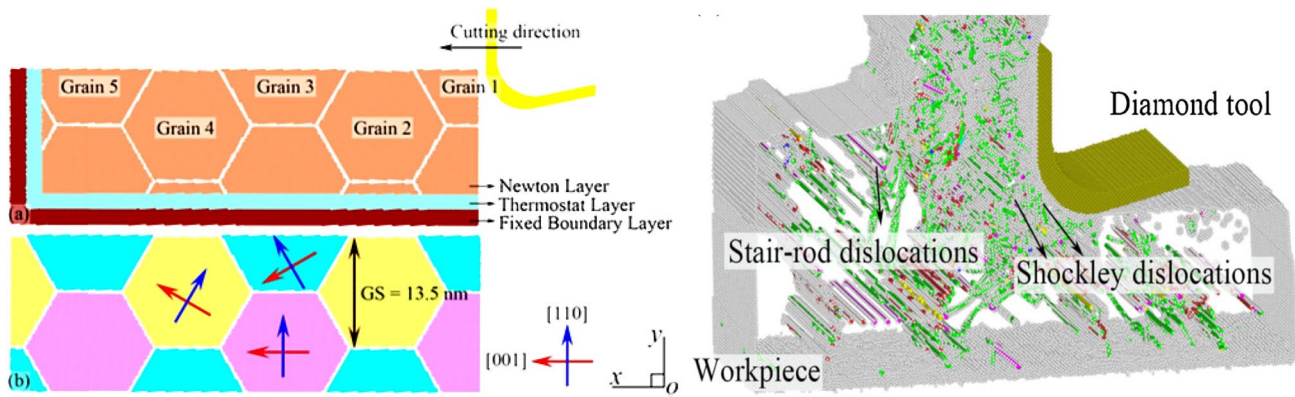 Cutting direction
Grain 5
Grain 3
Grain 1
Grain 4
Grain 2
Newton Layer
Thermostat Layer
(a)
Fixed Boundary Layer
GS = 13.5 nm
[110]
[001]
y
x
o
(b)
Diamond tool
Stair-rod dislocations
Shockley dislocations
Workpiece